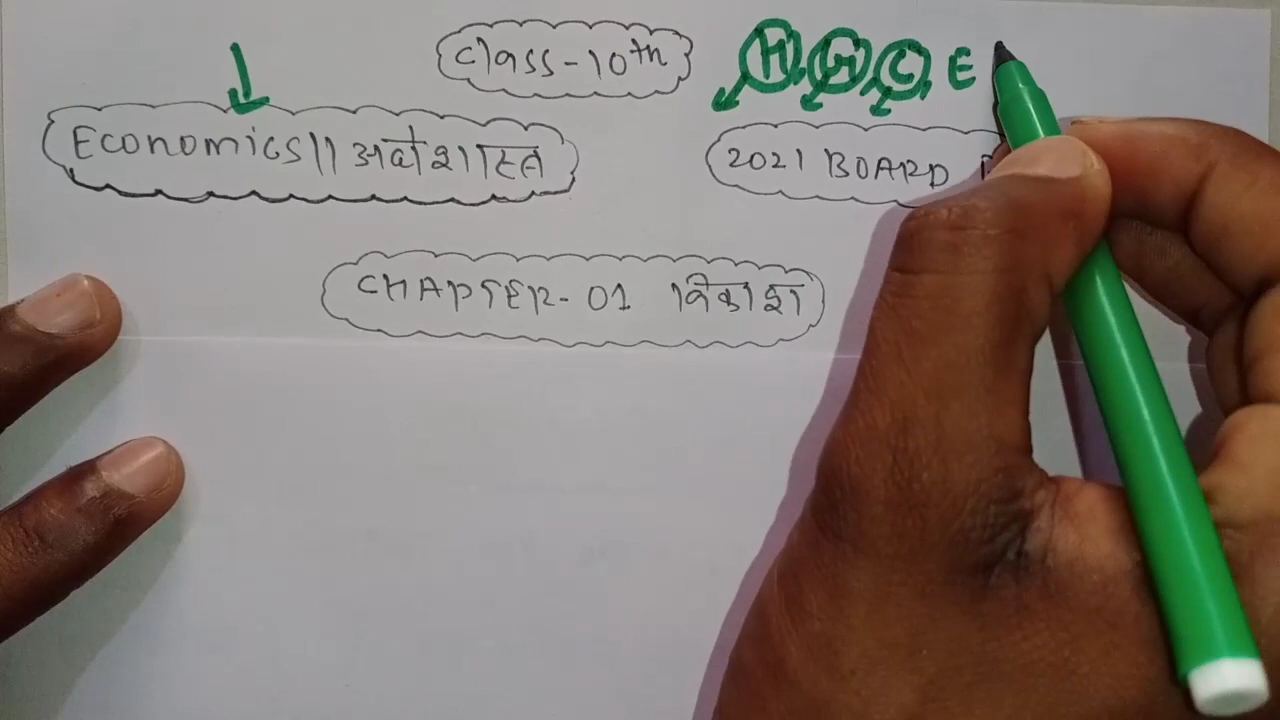 Class-10th
H G C E
Economics || अर्थशास्त्र
2021 BOARD
CHAPTER-01 विकाश